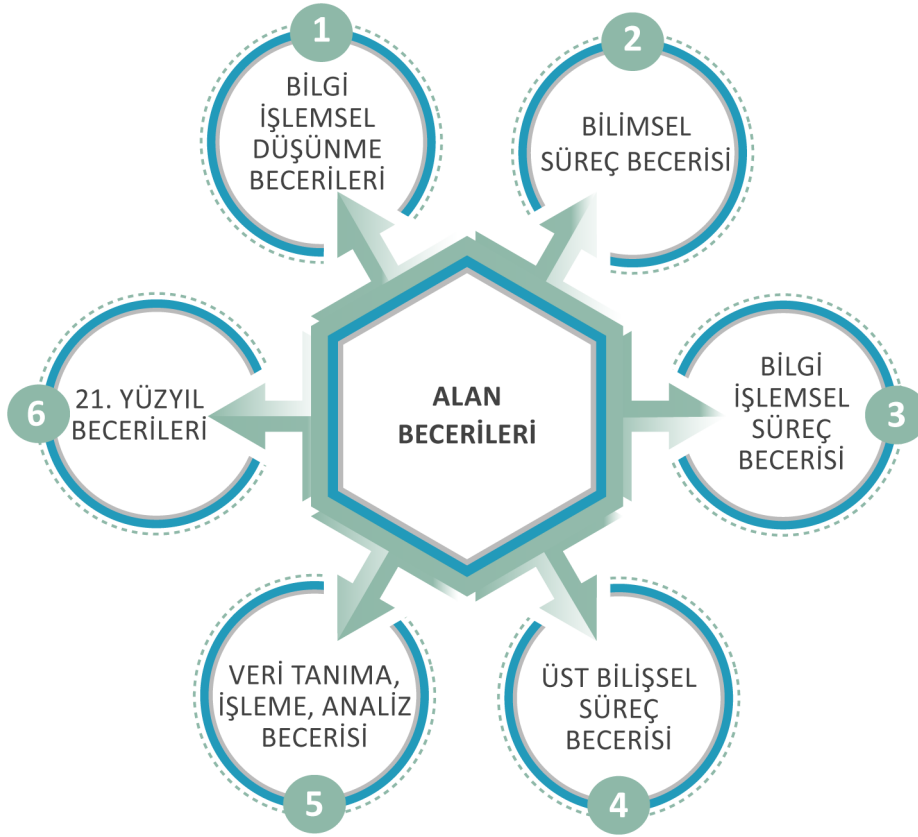 ALAN
BECERİLERİ
1
BİLGİ
İŞLEMSEL
DÜŞÜNME
BECERİLERİ
2
BİLİMSEL
SÜREÇ BECERİSİ
3
BİLGİ
İŞLEMSEL
SÜREÇ
BECERİSİ
4
ÜST BİLİŞSEL
SÜREÇ
BECERİSİ
5
VERİ TANIMA,
İŞLEME, ANALİZ
BECERİSİ
6
21. YÜZYIL
BECERİLERİ